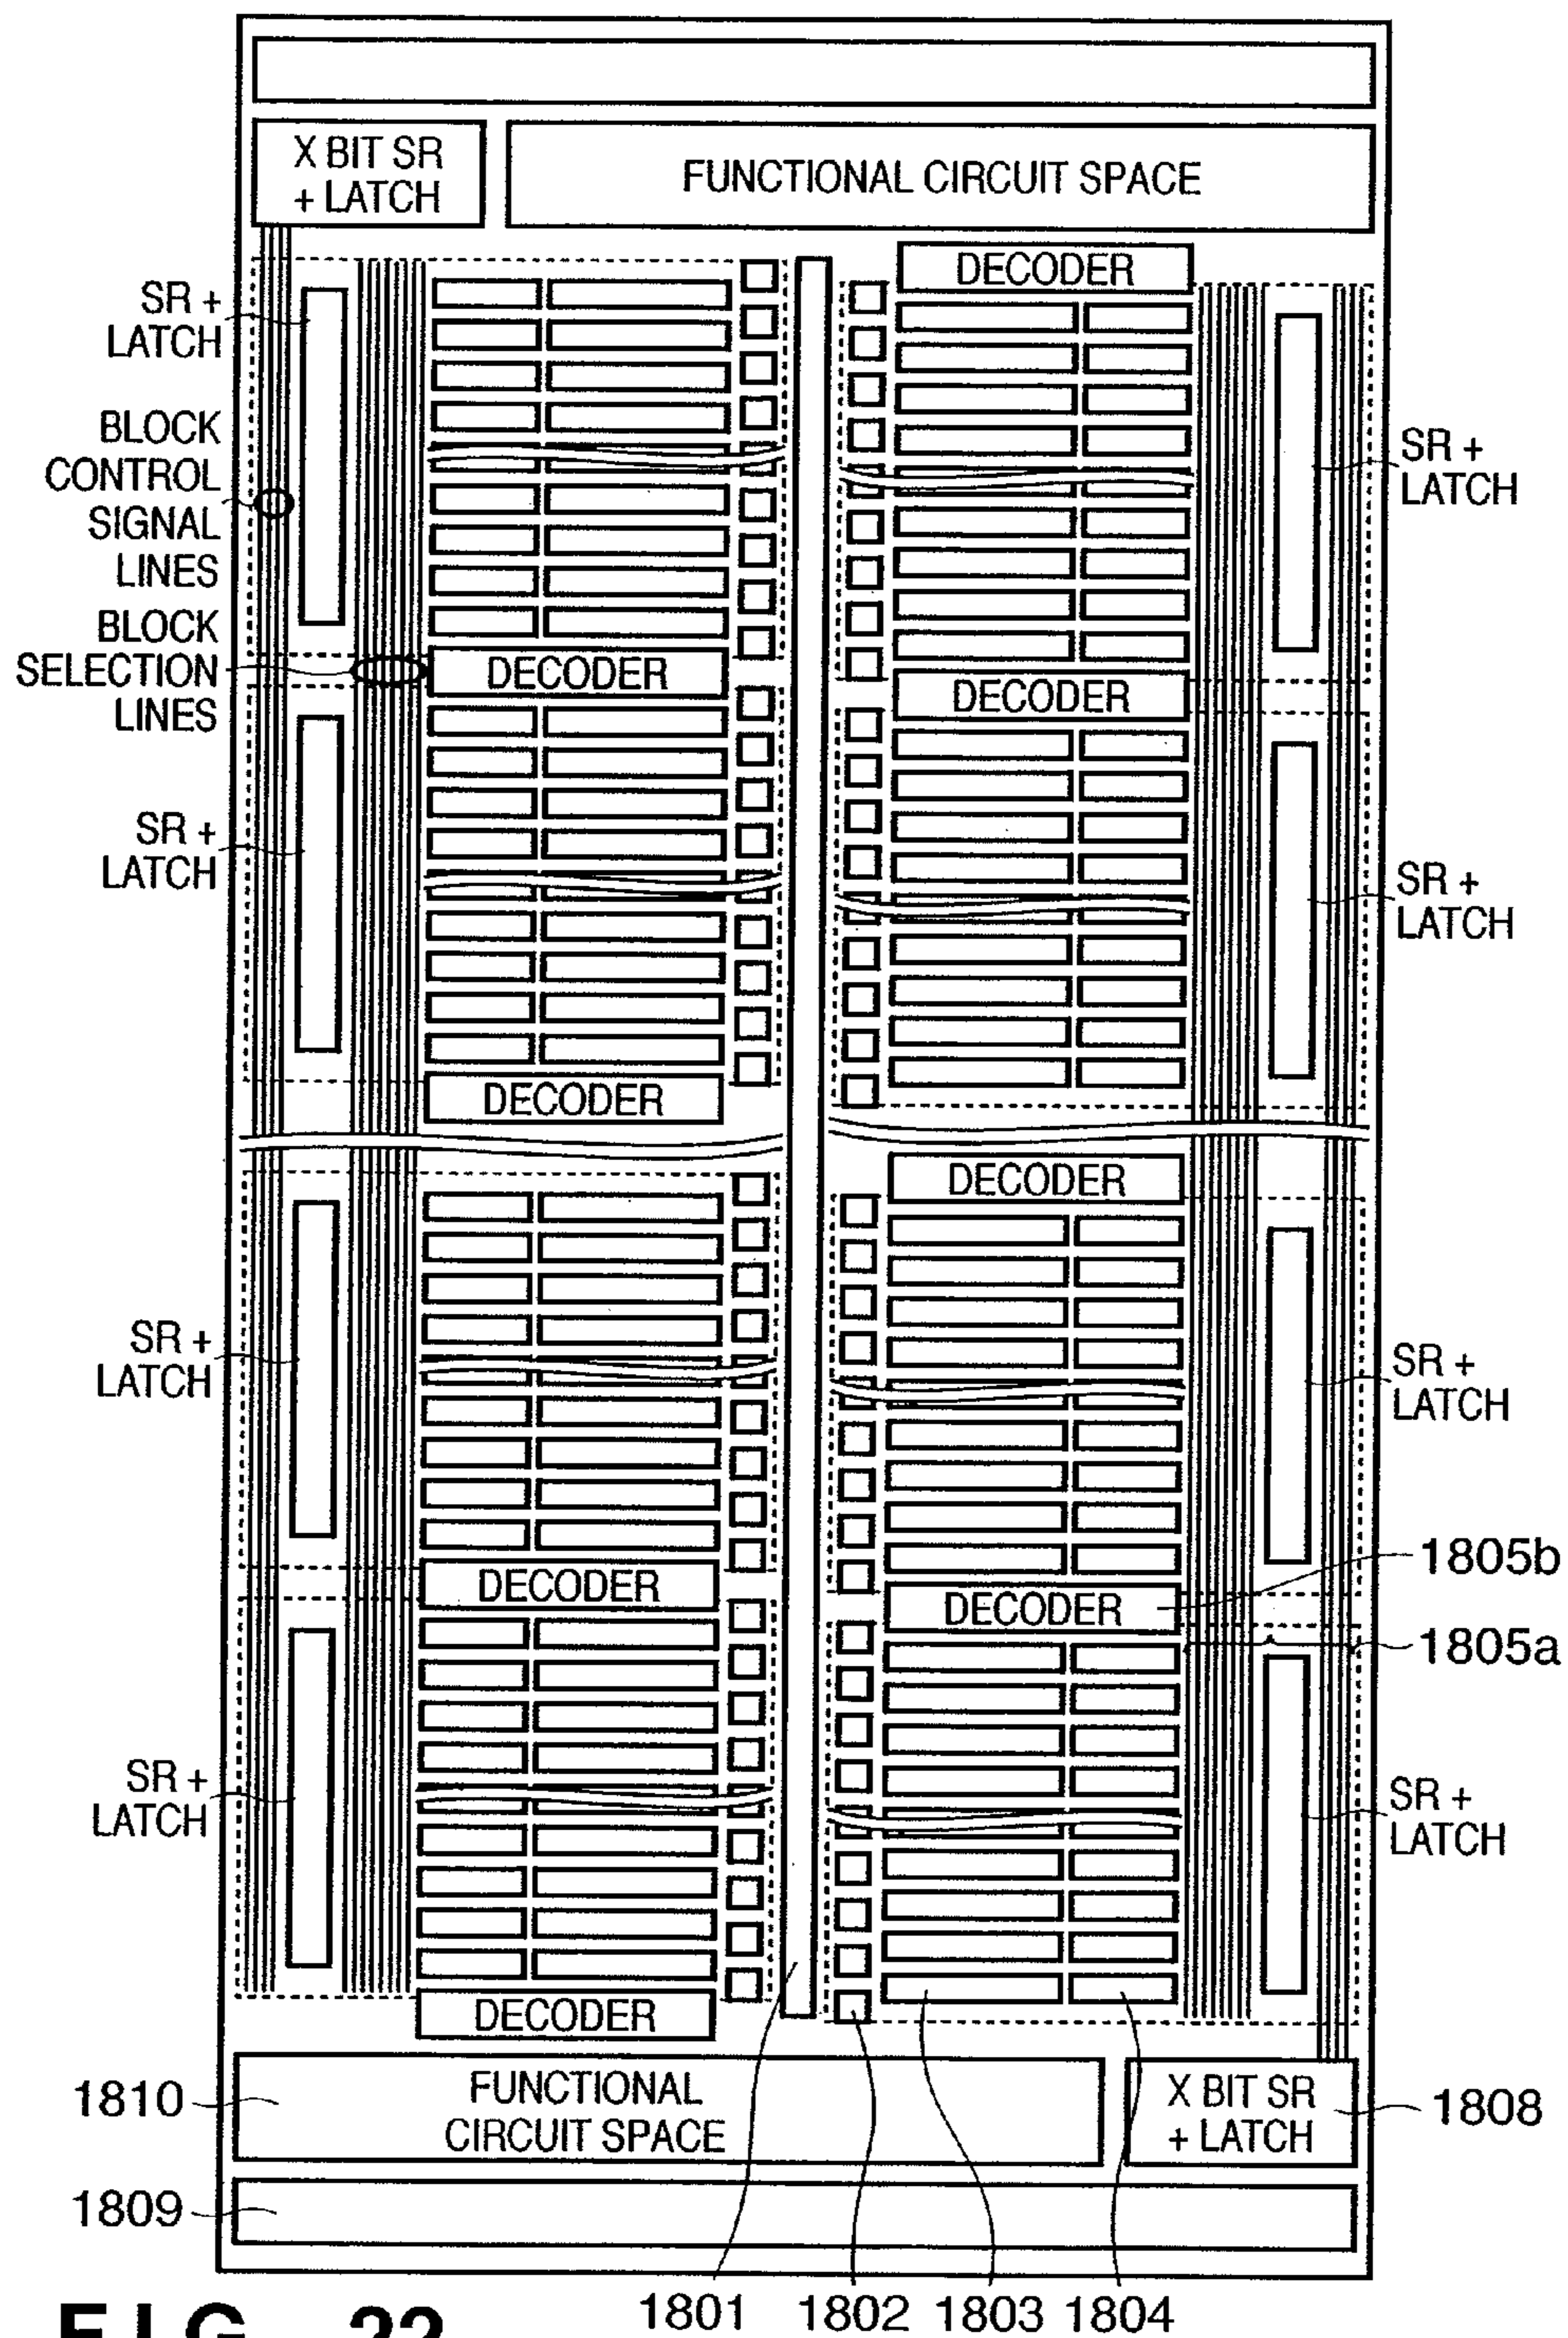 X BIT SR
+ LATCH
FUNCTIONAL CIRCUIT SPACE
DECODER
SR +
LATCH
BLOCK
CONTROL
SIGNAL
LINES
SR +
LATCH
BLOCK
SELECTION
LINES
DECODER
DECODER
SR +
LATCH
SR +
LATCH
DECODER
DECODER
SR +
LATCH
SR +
LATCH
DECODER
1805b
DECODER
1805a
SR +
LATCH
SR +
LATCH
DECODER
1810
FUNCTIONAL
CIRCUIT SPACE
X BIT SR
+ LATCH
1808
1809
1801 1802 1803 1804
FIG. 22